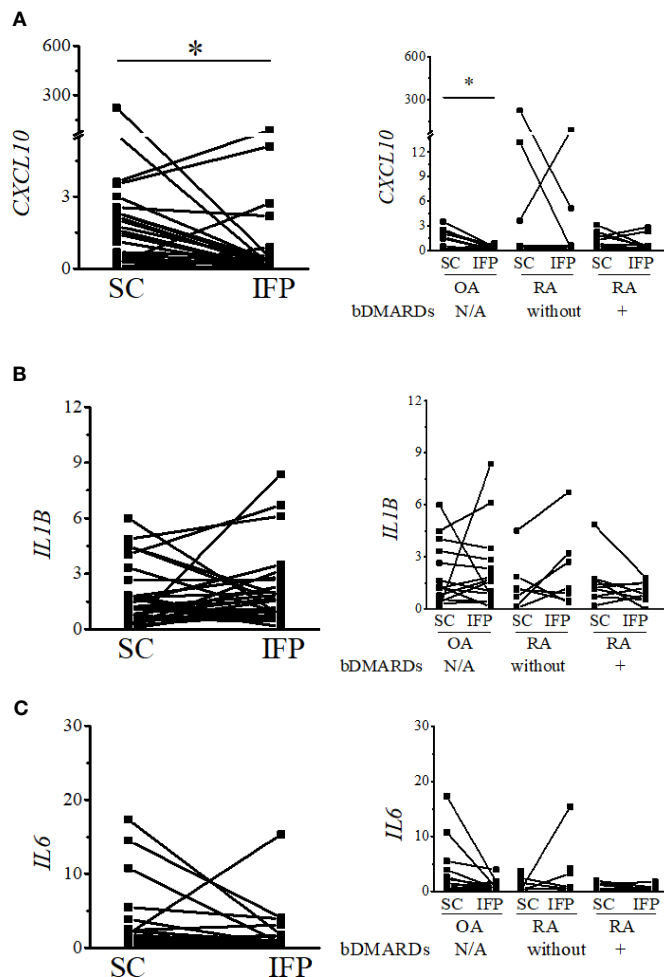 A
600
300
3
0
CXCL10
*
SC IFP
600
300
12
9
6
3
0
CXCL10
*
SC IFP SC IFP SC IFP
OA RA RA
bDMARDs N/A without +
B
12
9
6
3
0
IL1B
SC IFP
12
9
6
3
0
IL1B
SC IFP SC IFP SC IFP
OA RA RA
bDMARDs N/A without +
C
30
20
10
0
IL6
SC IFP
30
20
10
0
IL6
SC IFP SC IFP SC IFP
OA RA RA
bDMARDs N/A without +